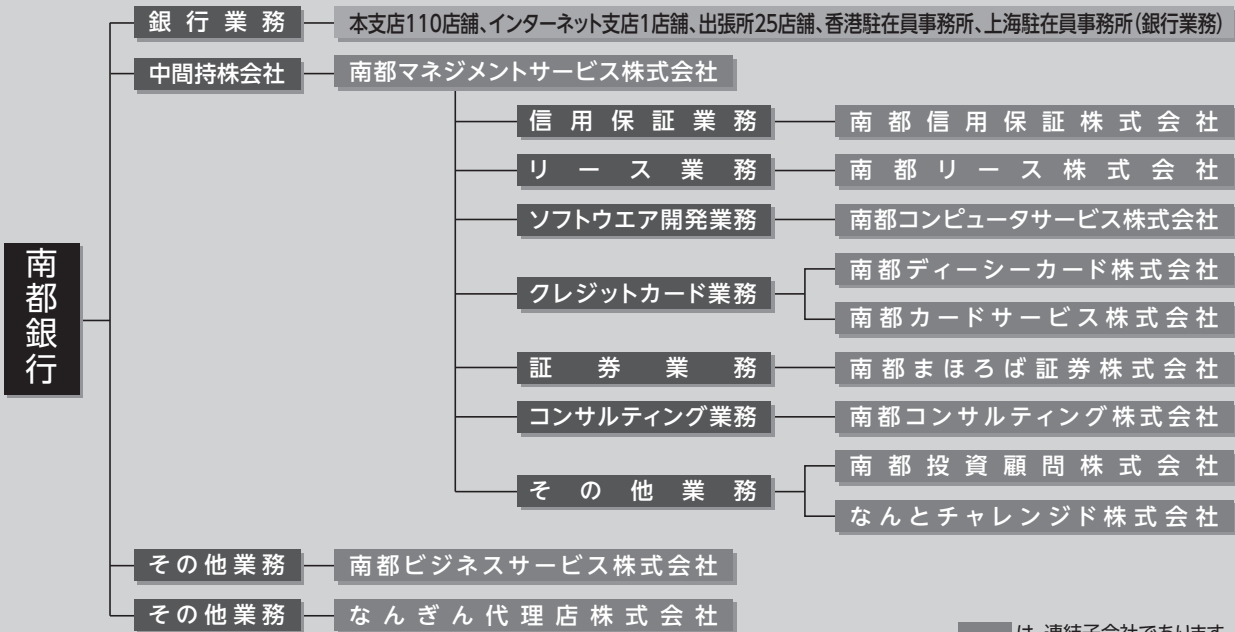 南都銀行
銀行業務
本支店110店舗、インターネット支店1店舗、出張所25店舗、香港駐在員事務所、上海駐在員事務所(銀行業務)
中間持株会社
南都マネジメントサービス株式会社
信用保証業務
南都信用保証株式会社
リース業務
南都リース株式会社
ソフトウエア開発業務
南都コンピュータサービス株式会社
クレジットカード業務
南都ディーシーカード株式会社
南都カードサービス株式会社
証券業務
南都まほろば証券株式会社
コンサルティング業務
南都コンサルティング株式会社
その他業務
南都投資顧問株式会社
なんとチャレンジド株式会社
その他業務
南都ビジネスサービス株式会社
その他業務
なんぎん代理店株式会社
は、連結子会社であります